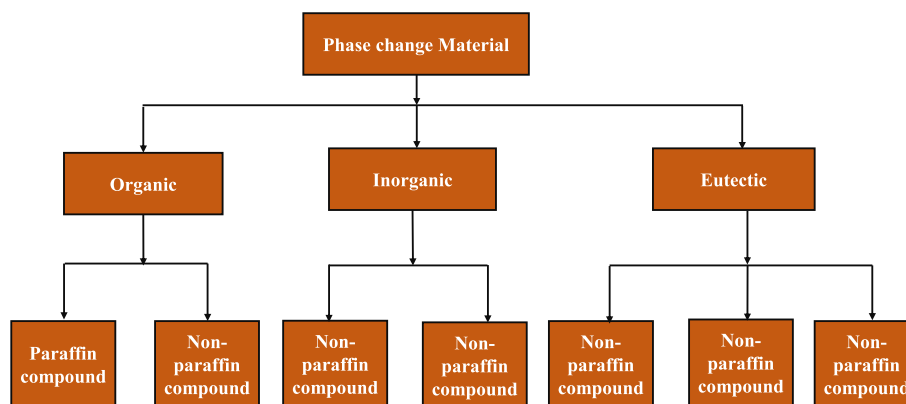 Phase change Material
Organic
Inorganic
Eutectic
Paraffin
compound
Non-
paraffin
compound
Non-
paraffin
compound
Non-
paraffin
compound
Non-
paraffin
compound
Non-
paraffin
compound
Non-
paraffin
compound